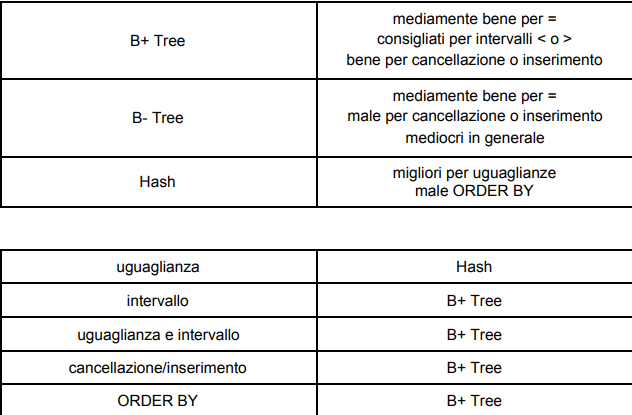 B+ Tree
mediamente bene per =
consigliati per intervalli < o >
bene per cancellazione o inserimento
B- Tree
mediamente bene per =
male per cancellazione o inserimento
mediocri in generale
Hash
migliori per uguaglianze
male ORDER BY
uguaglianza
Hash
intervallo
B+ Tree
uguaglianza e intervallo
B+ Tree
cancellazione/inserimento
B+ Tree
ORDER BY
B+ Tree